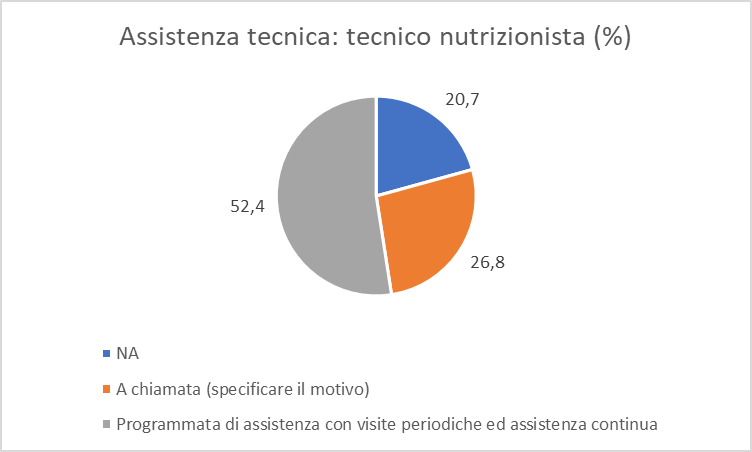 Assistenza tecnica: tecnico nutrizionista (%)
20,7
52,4
26,8
NA
A chiamata (specificare il motivo)
Programmata di assistenza con visite periodiche ed assistenza continua